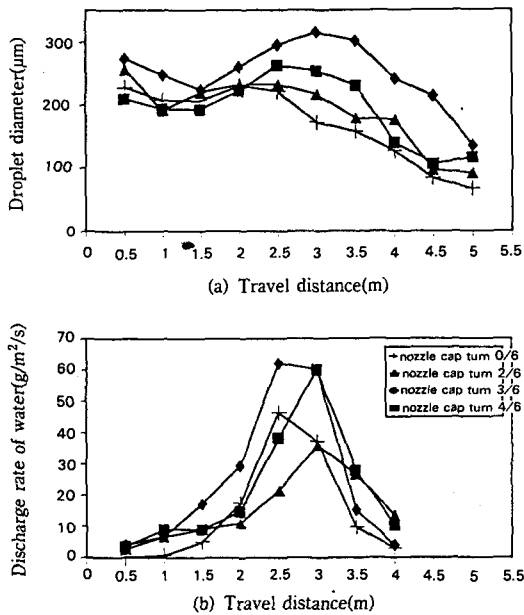 Droplet diameter(μm)
300
200
100
0
0 0.5 1 1.5 2 2.5 3 3.5 4 4.5 5 5.5
(a) Travel distance(m)
Discharge rate of water(g/m²/s)
70
60
50
40
30
20
10
0
nozzle cap turn 0/6
nozzle cap turn 2/6
nozzle cap turn 3/6
nozzle cap turn 4/6
0 0.5 1 1.5 2 2.5 3 3.5 4 4.5 5 5.5
(b) Travel distance(m)